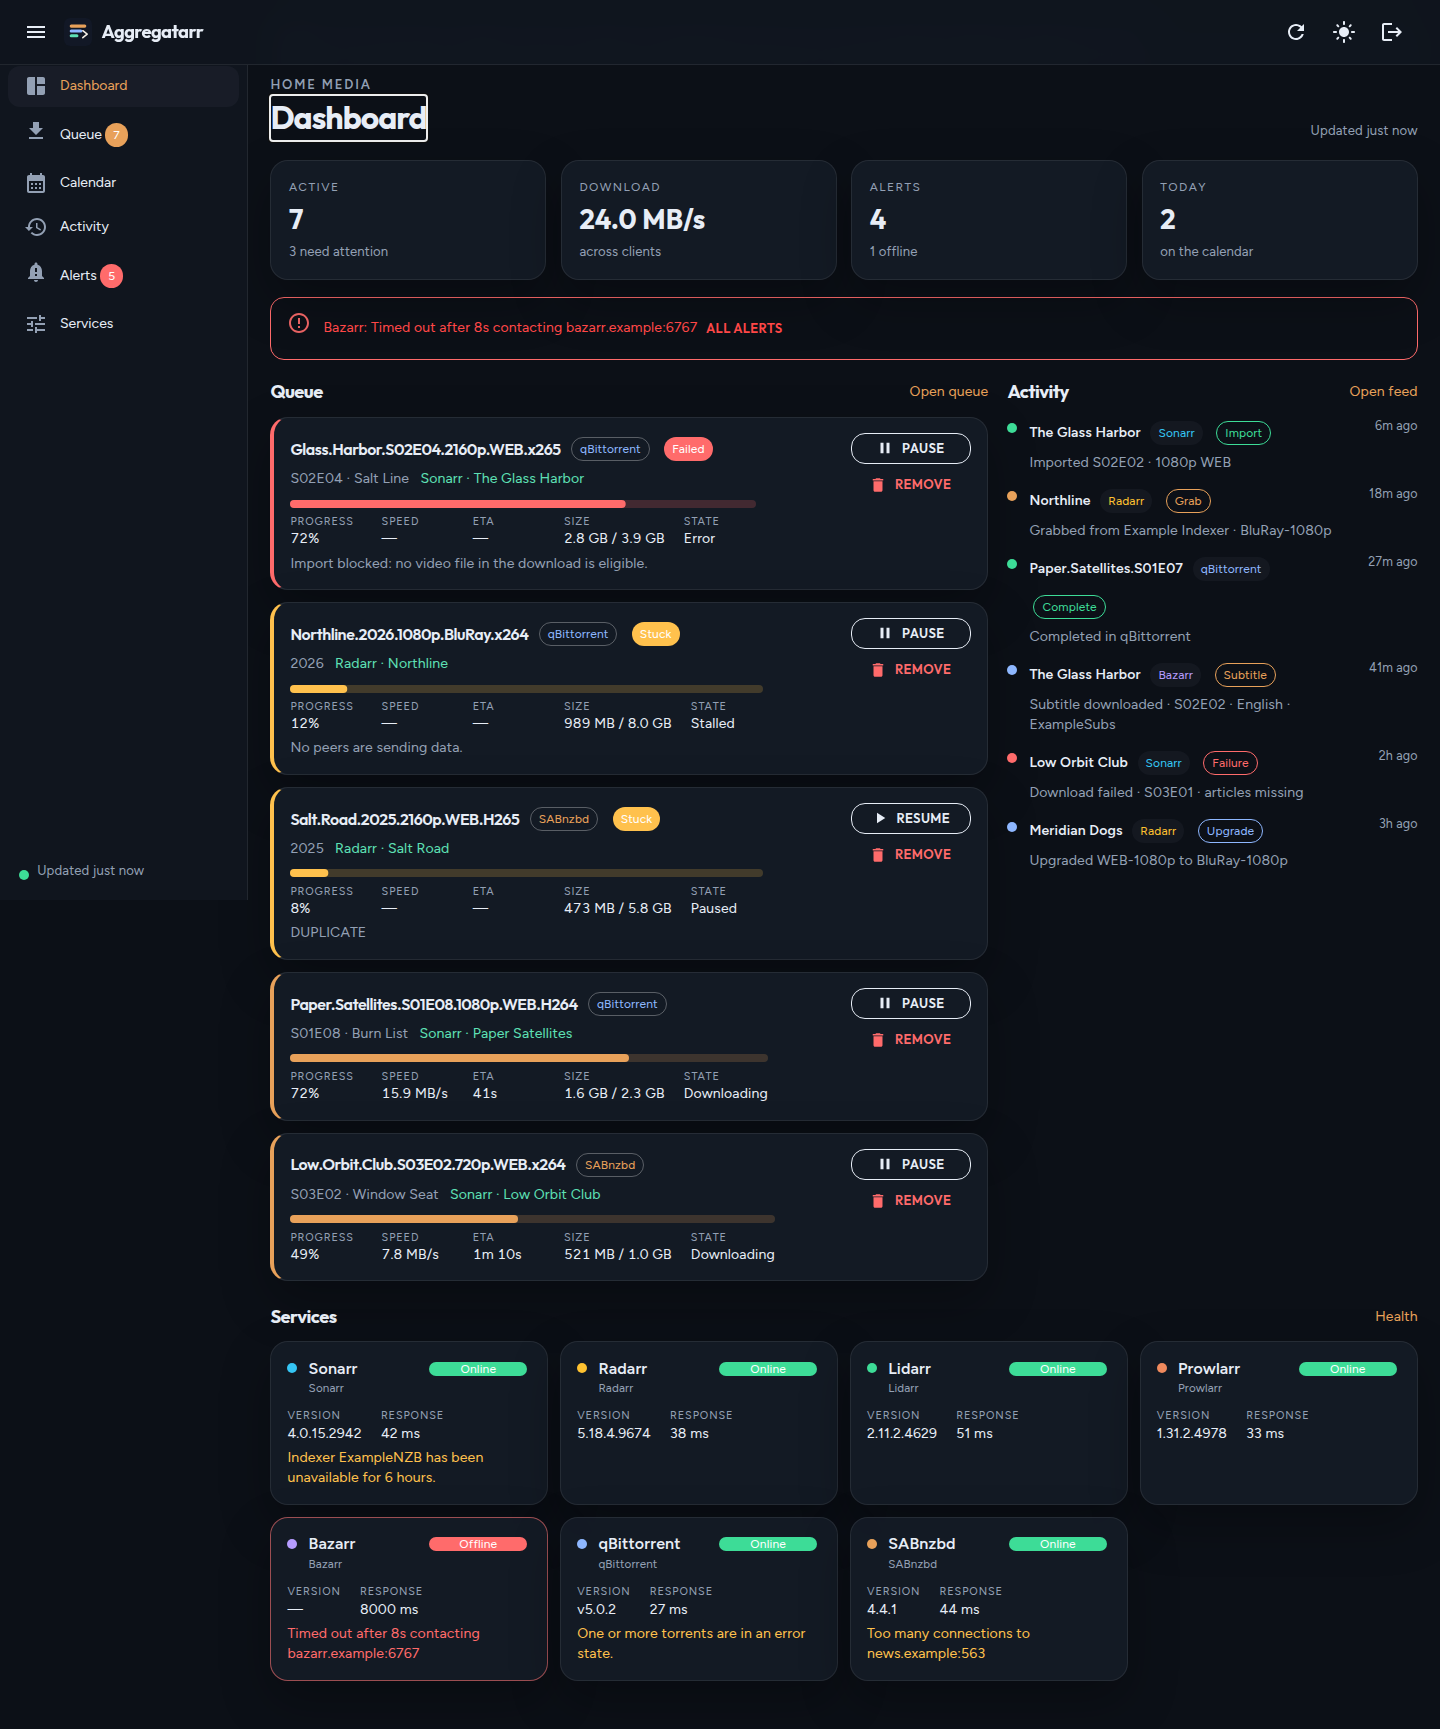 Aggregatarr
Dashboard
Queue 7
Calendar
Activity
Alerts 5
Services
Updated just now
HOME MEDIA
Dashboard
Updated just now
ACTIVE
7
3 need attention
DOWNLOAD
24.0 MB/s
across clients
ALERTS
4
1 offline
TODAY
2
on the calendar
Bazarr: Timed out after 8s contacting bazarr.example:6767 ALL ALERTS
Queue Open queue
Glass.Harbor.S02E04.2160p.WEB.x265 qBittorrent Failed PAUSE
S02E04 · Salt Line Sonarr · The Glass Harbor REMOVE
PROGRESS SPEED ETA SIZE STATE
72% — — 2.8 GB / 3.9 GB Error
Import blocked: no video file in the download is eligible.
Northline.2026.1080p.BluRay.x264 qBittorrent Stuck PAUSE
2026 Radarr · Northline REMOVE
PROGRESS SPEED ETA SIZE STATE
12% — — 989 MB / 8.0 GB Stalled
No peers are sending data.
Salt.Road.2025.2160p.WEB.H265 SABnzbd Stuck RESUME
2025 Radarr · Salt Road REMOVE
PROGRESS SPEED ETA SIZE STATE
8% — — 473 MB / 5.8 GB Paused
DUPLICATE
Paper.Satellites.S01E08.1080p.WEB.H264 qBittorrent PAUSE
S01E08 · Burn List Sonarr · Paper Satellites REMOVE
PROGRESS SPEED ETA SIZE STATE
72% 15.9 MB/s 41s 1.6 GB / 2.3 GB Downloading
Low.Orbit.Club.S03E02.720p.WEB.x264 SABnzbd PAUSE
S03E02 · Window Seat Sonarr · Low Orbit Club REMOVE
PROGRESS SPEED ETA SIZE STATE
49% 7.8 MB/s 1m 10s 521 MB / 1.0 GB Downloading
Activity Open feed
The Glass Harbor Sonarr Import 6m ago
Imported S02E02 · 1080p WEB
Northline Radarr Grab 18m ago
Grabbed from Example Indexer · BluRay-1080p
Paper.Satellites.S01E07 qBittorrent 27m ago
Complete
Completed in qBittorrent
The Glass Harbor Bazarr Subtitle 41m ago
Subtitle downloaded · S02E02 · English ·
ExampleSubs
Low Orbit Club Sonarr Failure 2h ago
Download failed · S03E01 · articles missing
Meridian Dogs Radarr Upgrade 3h ago
Upgraded WEB-1080p to BluRay-1080p
Services Health
Sonarr Online
Sonarr
VERSION RESPONSE
4.0.15.2942 42 ms
Indexer ExampleNZB has been
unavailable for 6 hours.
Radarr Online
Radarr
VERSION RESPONSE
5.18.4.9674 38 ms
Lidarr Online
Lidarr
VERSION RESPONSE
2.11.2.4629 51 ms
Prowlarr Online
Prowlarr
VERSION RESPONSE
1.31.2.4978 33 ms
Bazarr Offline
Bazarr
VERSION RESPONSE
— 8000 ms
Timed out after 8s contacting
bazarr.example:6767
qBittorrent Online
qBittorrent
VERSION RESPONSE
v5.0.2 27 ms
One or more torrents are in an error
state.
SABnzbd Online
SABnzbd
VERSION RESPONSE
4.4.1 44 ms
Too many connections to
news.example:563